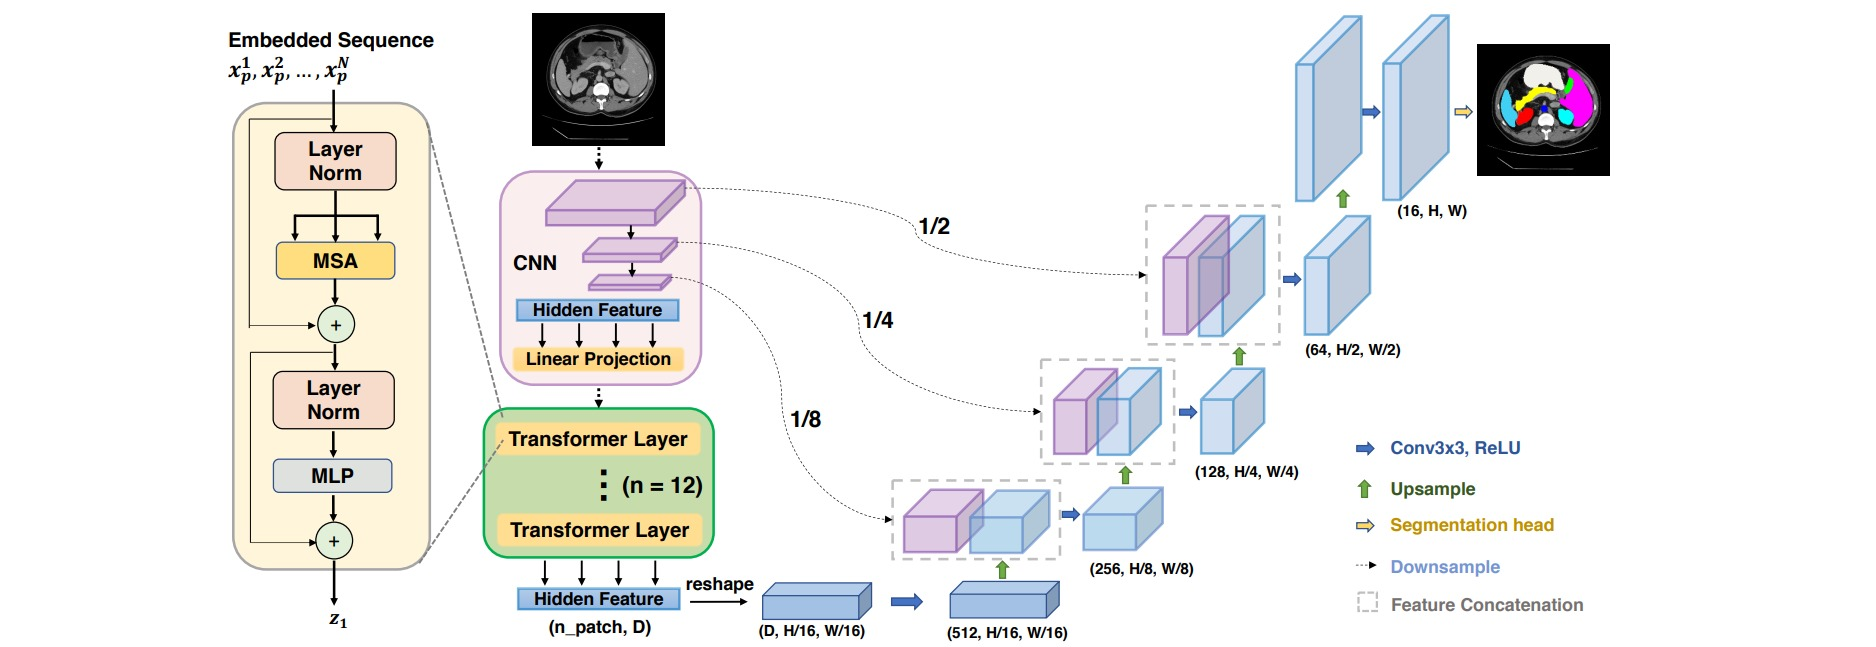 Embedded Sequence
x_p^1, x_p^2, ..., x_p^N
Layer
Norm
MSA
+
Layer
Norm
MLP
+
z_1
CNN
Hidden Feature
Linear Projection
Transformer Layer
(n = 12)
Transformer Layer
Hidden Feature
(n_patch, D)
reshape
(D, H/16, W/16)
(512, H/16, W/16)
1/2
1/4
1/8
(256, H/8, W/8)
(128, H/4, W/4)
(64, H/2, W/2)
(16, H, W)
Conv3x3, ReLU
Upsample
Segmentation head
Downsample
Feature Concatenation